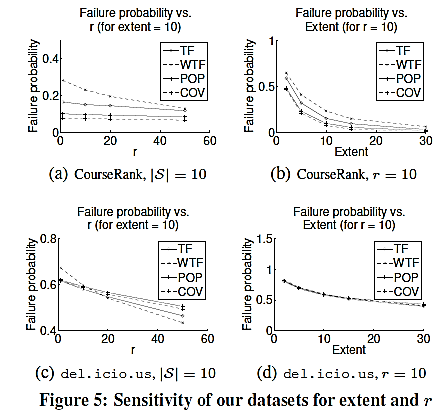 Failure probability vs.
r (for extent = 10)
Failure probability
0.4
0.2
0
0
20
40
60
r
TF
WTF
POP
COV
(a) CourseRank, |S| = 10
Failure probability vs.
Extent (for r = 10)
Failure probability
1
0.5
0
0
10
20
30
Extent
TF
WTF
POP
COV
(b) CourseRank, r = 10
Failure probability vs.
r (for extent = 10)
Failure probability
0.8
0.6
0.4
0
20
40
60
r
TF
WTF
POP
COV
(c) del.icio.us, |S| = 10
Failure probability vs.
Extent (for r = 10)
Failure probability
1.5
1
0.5
0
0
10
20
30
Extent
TF
WTF
POP
COV
(d) del.icio.us, r = 10
Figure 5: Sensitivity of our datasets for extent and r